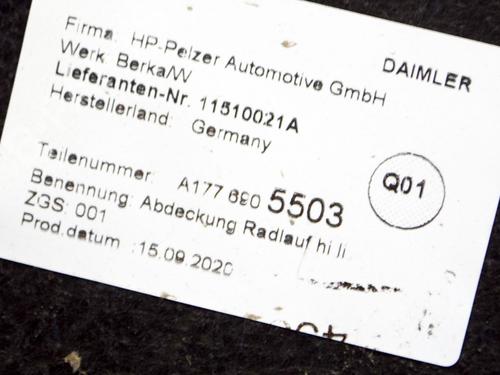 Firma: HP-Pelzer Automotive GmbH
DAIMLER
Werk: Berka/W
Lieferanten-Nr. 11510021A
Herstellerland: Germany
Q01
Teilenummer: A177 690 5503
Benennung: Abdeckung Radlauf hi li
ZGS: 001
Prod.datum :15.09.2020